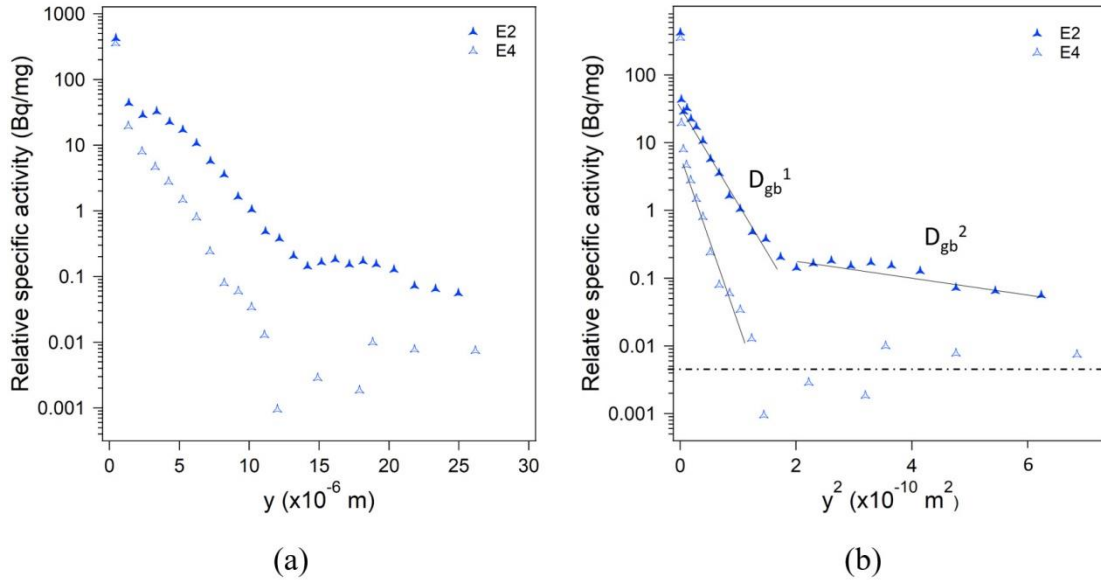 1000
100
10
1
0.1
0.01
0.001
Relative specific activity (Bq/mg)
0 5 10 15 20 25 30
y (x10⁻⁶ m)
E2
E4
(a)
100
10
1
0.1
0.01
0.001
Relative specific activity (Bq/mg)
0 2 4 6
y² (x10⁻¹⁰ m²)
E2
E4
D_gb¹
D_gb²
(b)